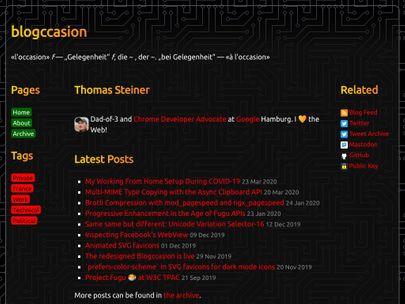 blogccasion
«l'occasion» f — „Gelegenheit“ f, die ~ , der ~. „bei Gelegenheit“ — «à l'occasion»
Pages
Home
About
Archive
Tags
Private
France
Work
Technical
Political
Thomas Steiner
Dad-of-3 and Chrome Developer Advocate at Google Hamburg. I 🧡 the
Web!
Latest Posts
My Working From Home Setup During COVID-19 23 Mar 2020
Multi-MIME Type Copying with the Async Clipboard API 20 Mar 2020
Brotli Compression with mod_pagespeed and ngx_pagespeed 24 Jan 2020
Progressive Enhancement In the Age of Fugu APIs 23 Jan 2020
Same same but different: Unicode Variation Selector-16 12 Dec 2019
Inspecting Facebook's WebView 09 Dec 2019
Animated SVG favicons 01 Dec 2019
The redesigned Blogccasion is live 29 Nov 2019
`prefers-color-scheme` in SVG favicons for dark mode icons 20 Nov 2019
Project Fugu 🐡 at W3C TPAC 21 Sep 2019
More posts can be found in the archive.
Related
Blog Feed
Twitter
Tweet Archive
Mastodon
GitHub
Public Key